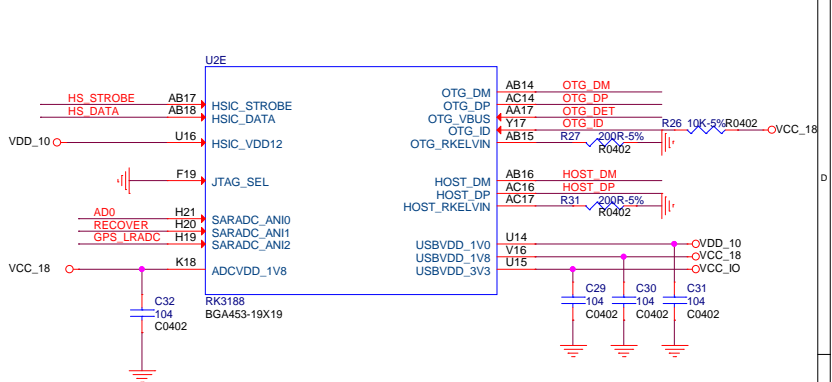 U2E
HS_STROBE AB17 HSIC_STROBE
HS_DATA AB18 HSIC_DATA
VDD_10 U16 HSIC_VDD12
F19 JTAG_SEL
AD0 H21 SARADC_ANI0
RECOVER H20 SARADC_ANI1
GPS_LRADC H19 SARADC_ANI2
VCC_18 K18 ADCVDD_1V8
C32
104
C0402
RK3188
BGA453-19X19
OTG_DM AB14 OTG_DM
OTG_DP AC14 OTG_DP
OTG_VBUS AA17 OTG_DET
OTG_ID Y17 OTG_ID R26 10K-5% R0402 VCC_18
OTG_RKELVIN AB15 R27 200R-5%
R0402
HOST_DM AB16 HOST_DM
HOST_DP AC16 HOST_DP
HOST_RKELVIN AC17 R31 200R-5%
R0402
USBVDD_1V0 U14 VDD_10
USBVDD_1V8 V16 VCC_18
USBVDD_3V3 U15 VCC_IO
C29 C30 C31
104 104 104
C0402 C0402 C0402
D